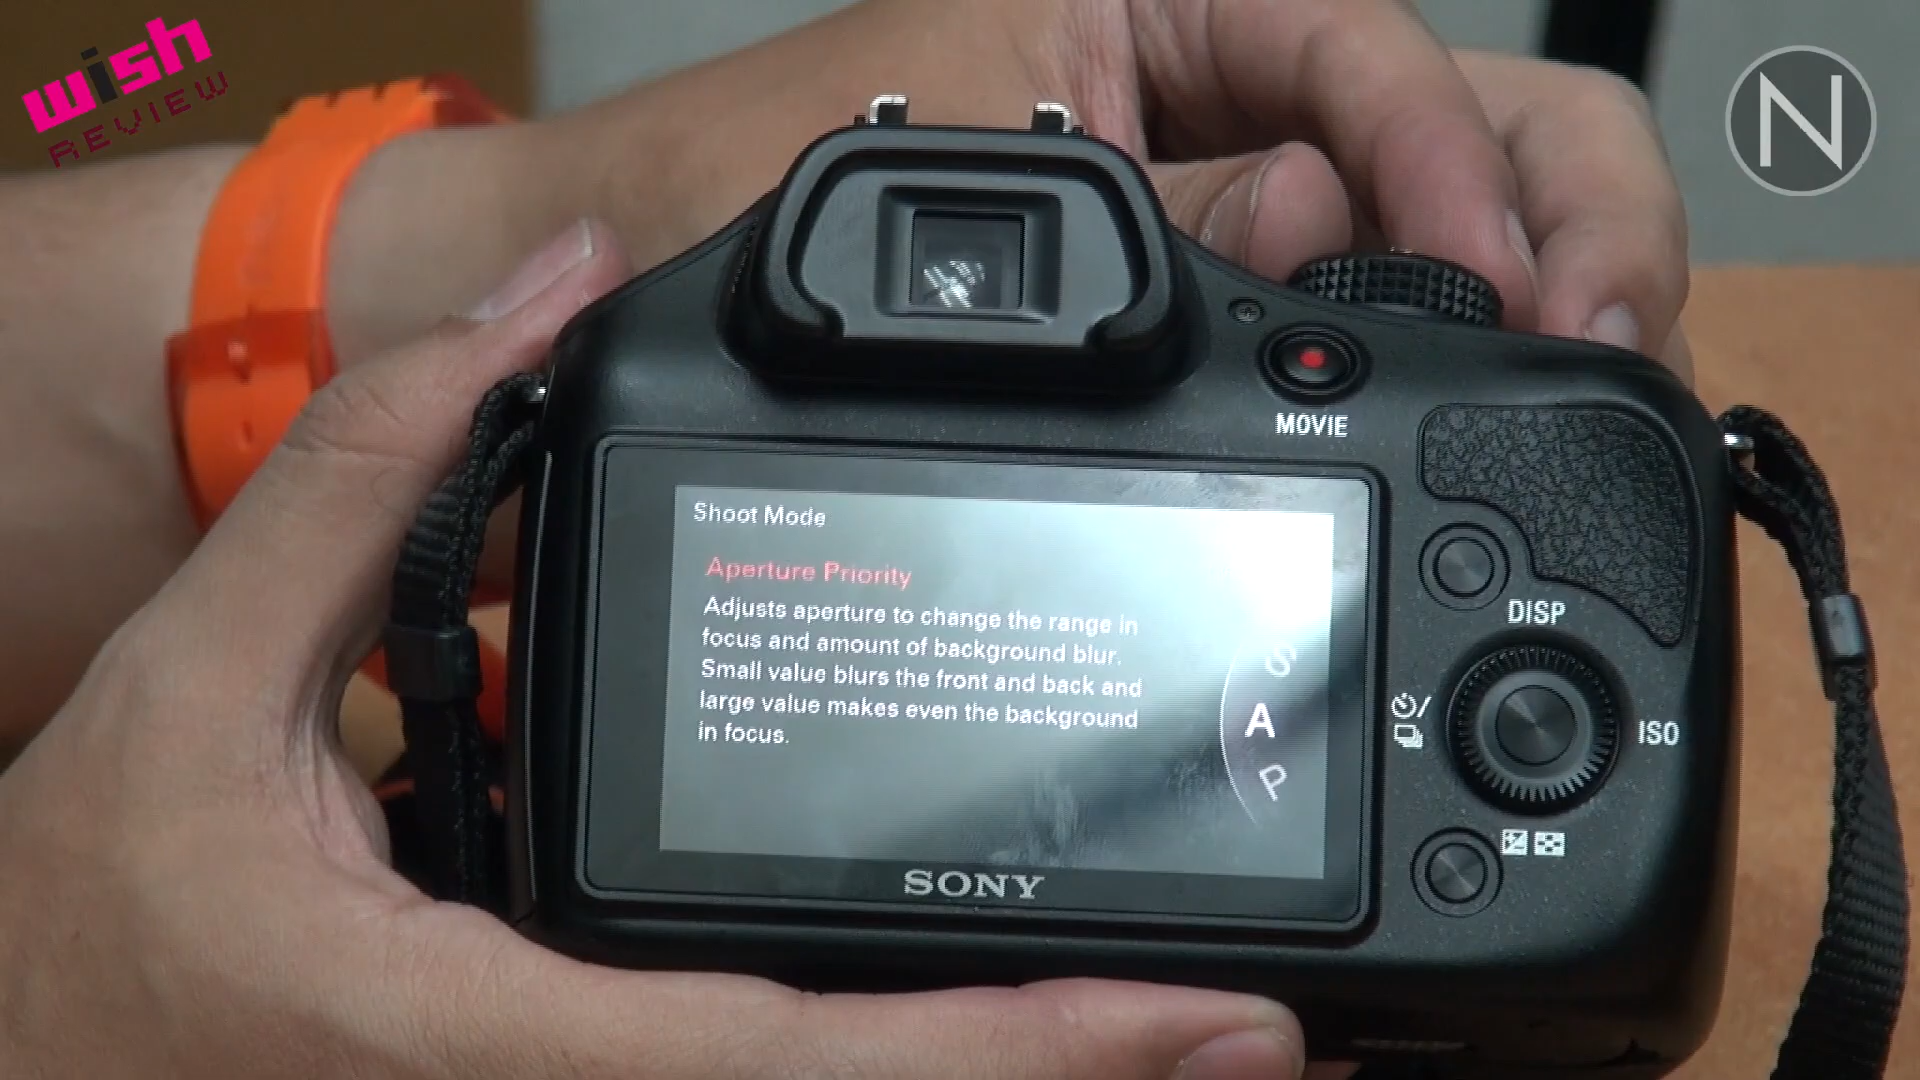 wish
REVIEW
N
MOVIE
Shoot Mode
Aperture Priority
Adjusts aperture to change the range in
focus and amount of background blur.
Small value blurs the front and back and
large value makes even the background
in focus.
S
A
P
DISP
ISO
SONY